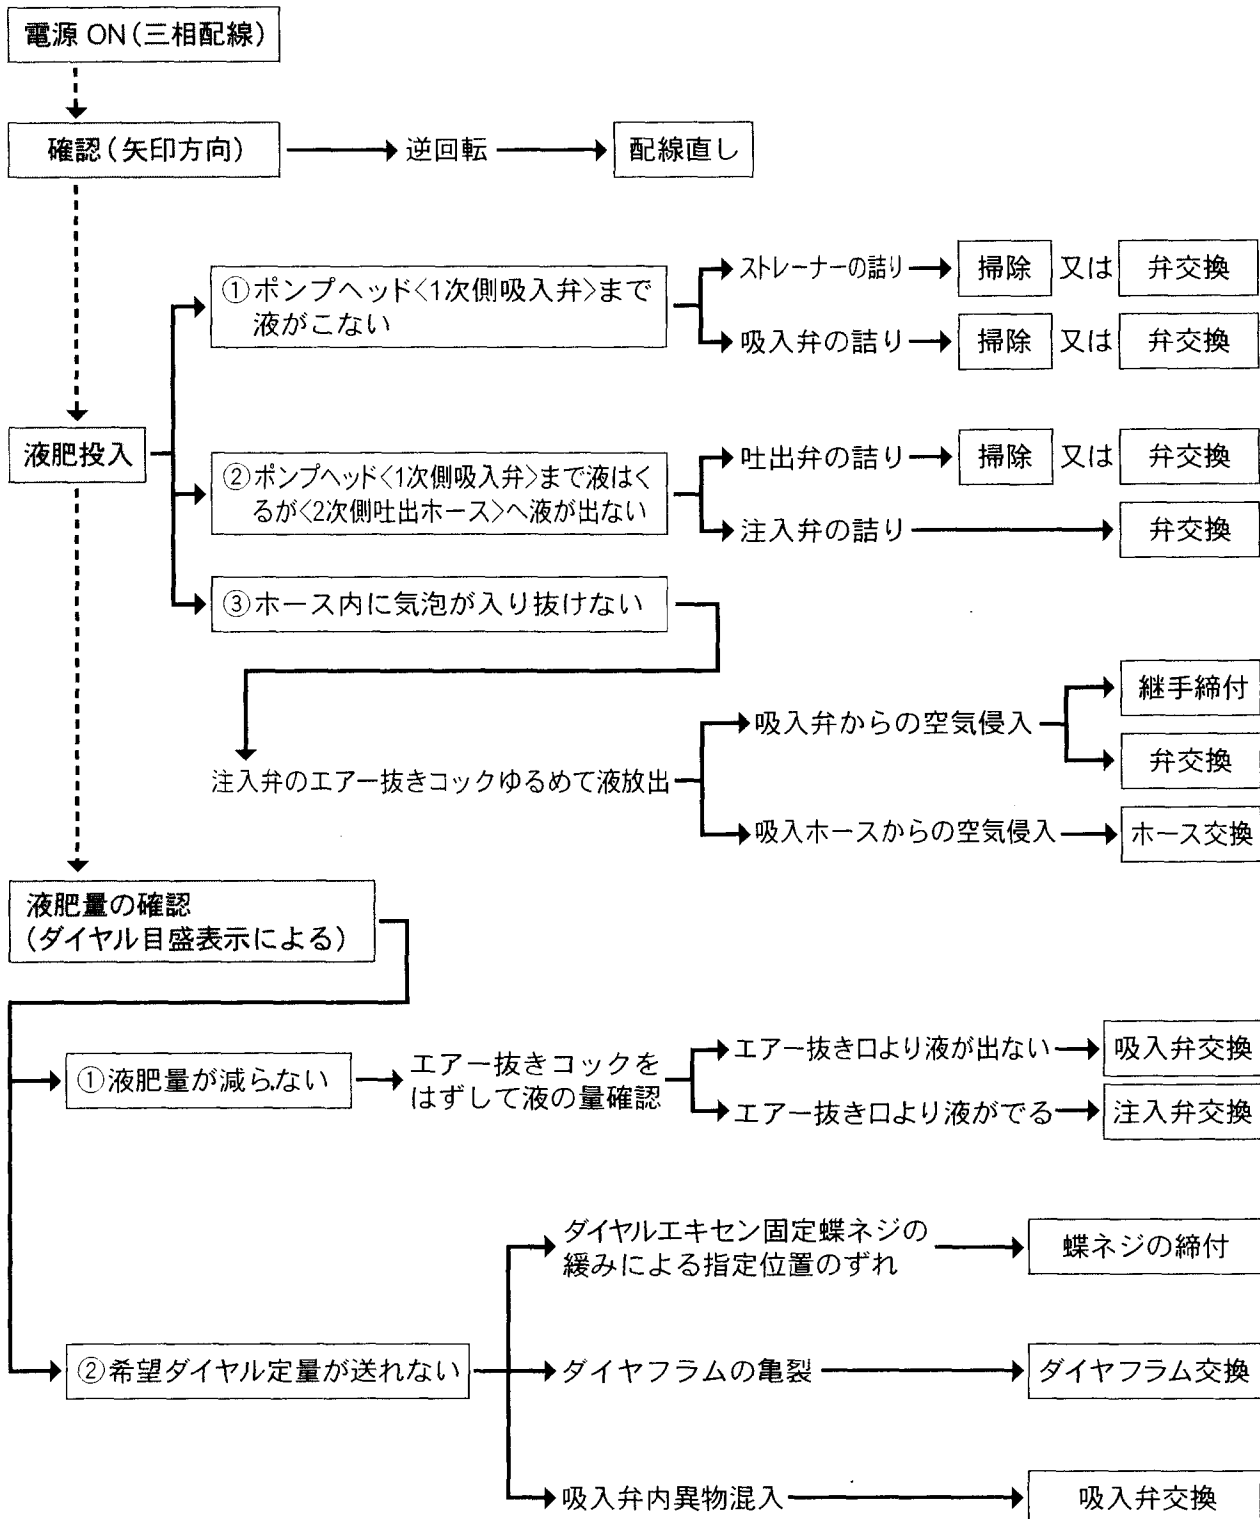 電源 ON（三相配線）
確認（矢印方向）
逆回転
配線直し
液肥投入
①ポンプヘッド〈1次側吸入弁〉まで
液がこない
ストレーナーの詰り
掃除 又は 弁交換
吸入弁の詰り
掃除 又は 弁交換
②ポンプヘッド〈1次側吸入弁〉まで液はく
るが〈2次側吐出ホース〉へ液が出ない
吐出弁の詰り
掃除 又は 弁交換
注入弁の詰り
弁交換
③ホース内に気泡が入り抜けない
注入弁のエアー抜きコックゆるめて液放出
吸入弁からの空気侵入
継手締付
弁交換
吸入ホースからの空気侵入
ホース交換
液肥量の確認
（ダイヤル目盛表示による）
①液肥量が減らない
エアー抜きコックを
はずして液の量確認
エアー抜き口より液が出ない
吸入弁交換
エアー抜き口より液がでる
注入弁交換
②希望ダイヤル定量が送れない
ダイヤルエキセン固定蝶ネジの
緩みによる指定位置のずれ
蝶ネジの締付
ダイヤフラムの亀裂
ダイヤフラム交換
吸入弁内異物混入
吸入弁交換